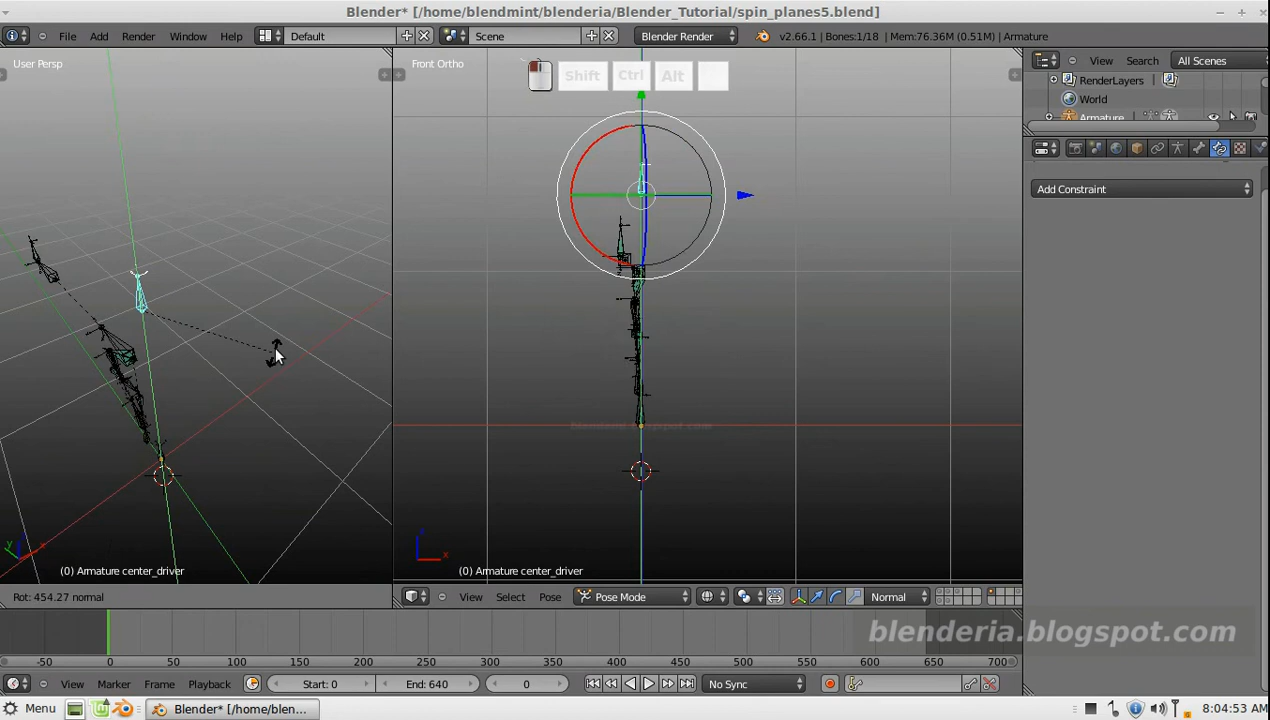 Blender* [/home/blendmint/blenderia/Blender_Tutorial/spin_planes5.blend]
File Add Render Window Help Default Scene Blender Render v2.66.1 | Bones:1/18 | Mem:76.36M (0.51M) | Armature
User Persp
Front Ortho
Shift Ctrl Alt
View Search All Scenes
RenderLayers
World
Armature
Add Constraint
y x
x
(0) Armature center_driver
(0) Armature center_driver
Rot: 454.27 normal
View Select Pose Pose Mode Normal
blenderia.blogspot.com
-50 0 50 100 150 200 250 300 350 400 450 500 550 600 650 700
View Marker Frame Playback Start: 0 End: 640 0 No Sync
Menu Blender* [/home/blen... 8:04:53 AM